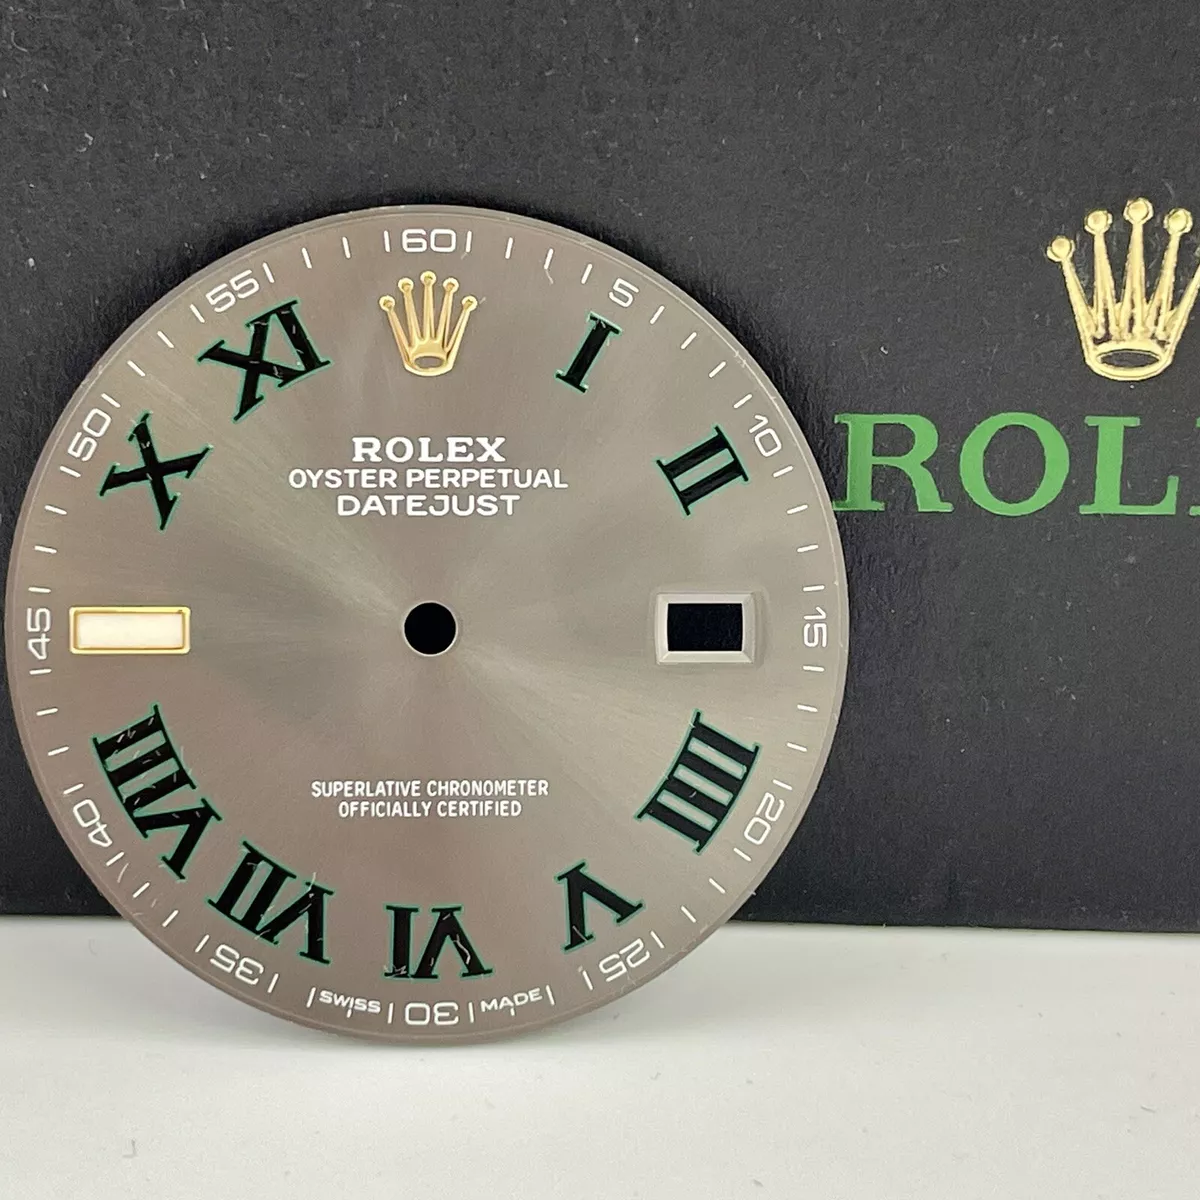 60
5
10
15
20
25
30
35
40
45
50
55
I
II
IIII
V
VI
VII
VIII
X
XI
ROLEX
OYSTER PERPETUAL
DATEJUST
SUPERLATIVE CHRONOMETER
OFFICIALLY CERTIFIED
SWISS MADE
ROL